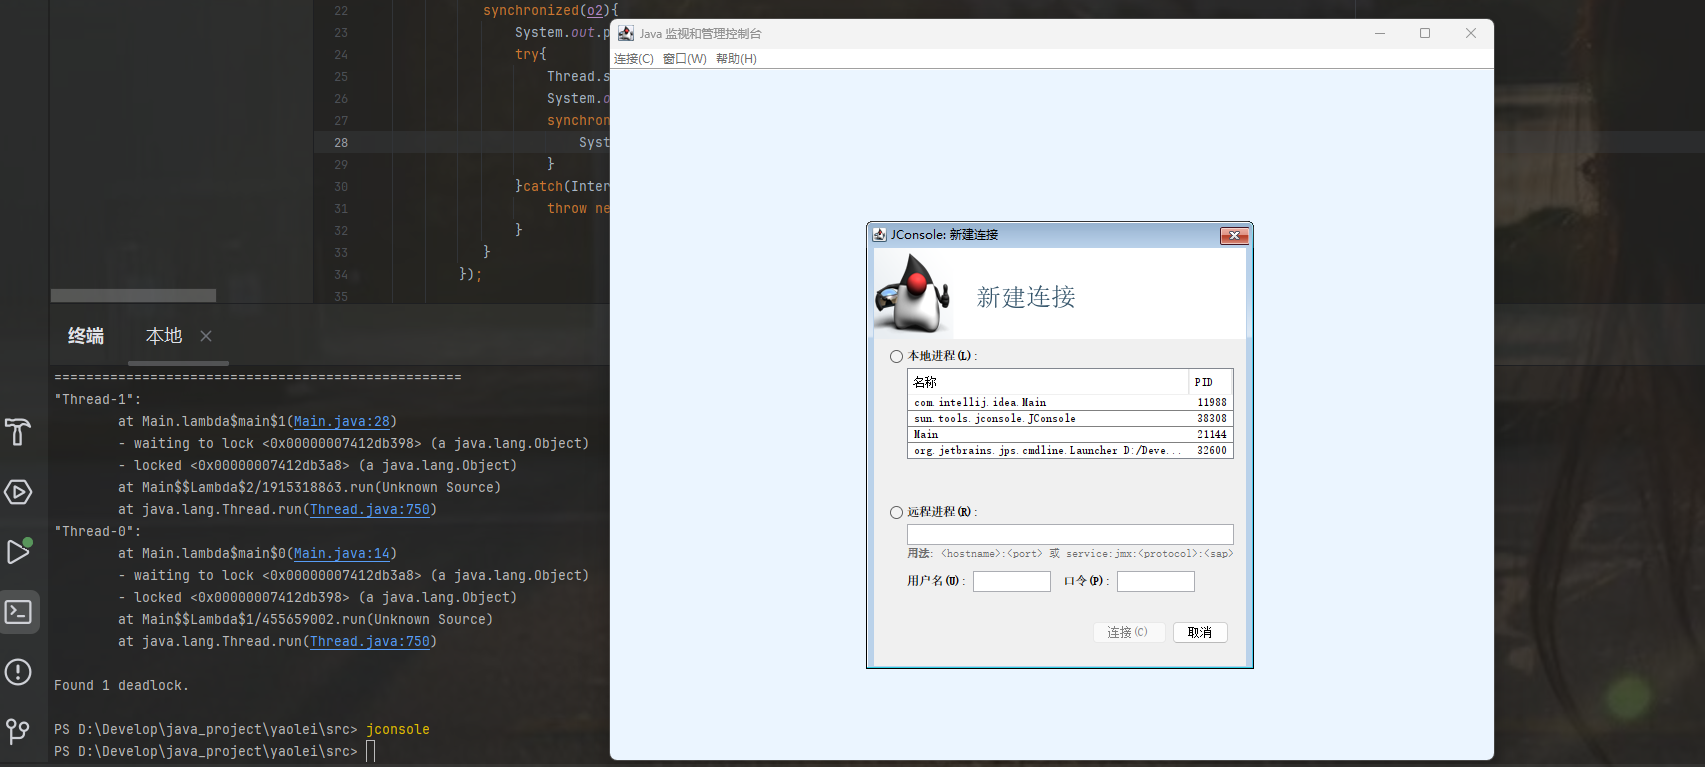 22 synchronized(o2){
23 System.out.p
24 try{
25 Thread.s
26 System.o
27 synchron
28 Syst
29 }
30 }catch(Inter
31 throw ne
32 }
33 }
34 });
35
终端 本地
===================================================
"Thread-1":
at Main.lambda$main$1(Main.java:28)
- waiting to lock <0x00000007412db398> (a java.lang.Object)
- locked <0x00000007412db3a8> (a java.lang.Object)
at Main$$Lambda$2/1915318863.run(Unknown Source)
at java.lang.Thread.run(Thread.java:750)
"Thread-0":
at Main.lambda$main$0(Main.java:14)
- waiting to lock <0x00000007412db3a8> (a java.lang.Object)
- locked <0x00000007412db398> (a java.lang.Object)
at Main$$Lambda$1/455659002.run(Unknown Source)
at java.lang.Thread.run(Thread.java:750)
Found 1 deadlock.
PS D:\Develop\java_project\yaolei\src> jconsole
PS D:\Develop\java_project\yaolei\src>
Java 监视和管理控制台
连接(C) 窗口(W) 帮助(H)
JConsole: 新建连接
新建连接
本地进程(L):
名称 PID
com.intellij.idea.Main 11988
sun.tools.jconsole.JConsole 38308
Main 21144
org.jetbrains.jps.cmdline.Launcher D:/Deve... 32600
远程进程(R):
用法: <hostname>:<port> 或 service:jmx:<protocol>:<sap>
用户名(U): 口令(P):
连接(C) 取消